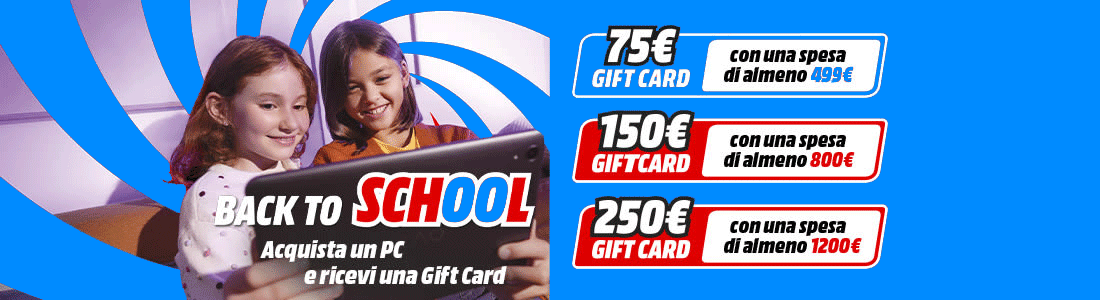 BACK TO SCHOOL
Acquista un PC
e ricevi una Gift Card
75€
GIFT CARD
con una spesa
di almeno 499€
150€
GIFTCARD
con una spesa
di almeno 800€
250€
GIFT CARD
con una spesa
di almeno 1200€